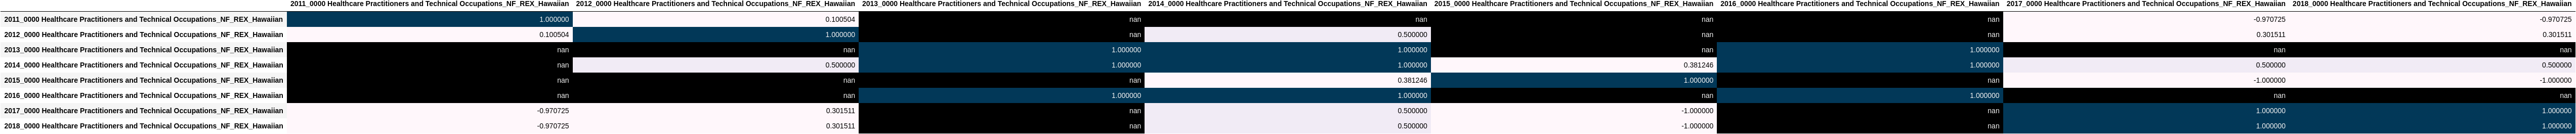 2011_0000 Healthcare Practitioners and Technical Occupations_NF_REX_Hawaiian 2012_0000 Healthcare Practitioners and Technical Occupations_NF_REX_Hawaiian 2013_0000 Healthcare Practitioners and Technical Occupations_NF_REX_Hawaiian 2014_0000 Healthcare Practitioners and Technical Occupations_NF_REX_Hawaiian 2015_0000 Healthcare Practitioners and Technical Occupations_NF_REX_Hawaiian 2016_0000 Healthcare Practitioners and Technical Occupations_NF_REX_Hawaiian 2017_0000 Healthcare Practitioners and Technical Occupations_NF_REX_Hawaiian 2018_0000 Healthcare Practitioners and Technical Occupations_NF_REX_Hawaiian
2011_0000 Healthcare Practitioners and Technical Occupations_NF_REX_Hawaiian 1.000000 0.100504 nan nan nan nan -0.970725 -0.970725
2012_0000 Healthcare Practitioners and Technical Occupations_NF_REX_Hawaiian 0.100504 1.000000 nan 0.500000 nan nan 0.301511 0.301511
2013_0000 Healthcare Practitioners and Technical Occupations_NF_REX_Hawaiian nan nan 1.000000 1.000000 nan 1.000000 nan nan
2014_0000 Healthcare Practitioners and Technical Occupations_NF_REX_Hawaiian nan 0.500000 1.000000 1.000000 0.381246 1.000000 0.500000 0.500000
2015_0000 Healthcare Practitioners and Technical Occupations_NF_REX_Hawaiian nan nan nan 0.381246 1.000000 nan -1.000000 -1.000000
2016_0000 Healthcare Practitioners and Technical Occupations_NF_REX_Hawaiian nan nan 1.000000 1.000000 nan 1.000000 nan nan
2017_0000 Healthcare Practitioners and Technical Occupations_NF_REX_Hawaiian -0.970725 0.301511 nan 0.500000 -1.000000 nan 1.000000 1.000000
2018_0000 Healthcare Practitioners and Technical Occupations_NF_REX_Hawaiian -0.970725 0.301511 nan 0.500000 -1.000000 nan 1.000000 1.000000